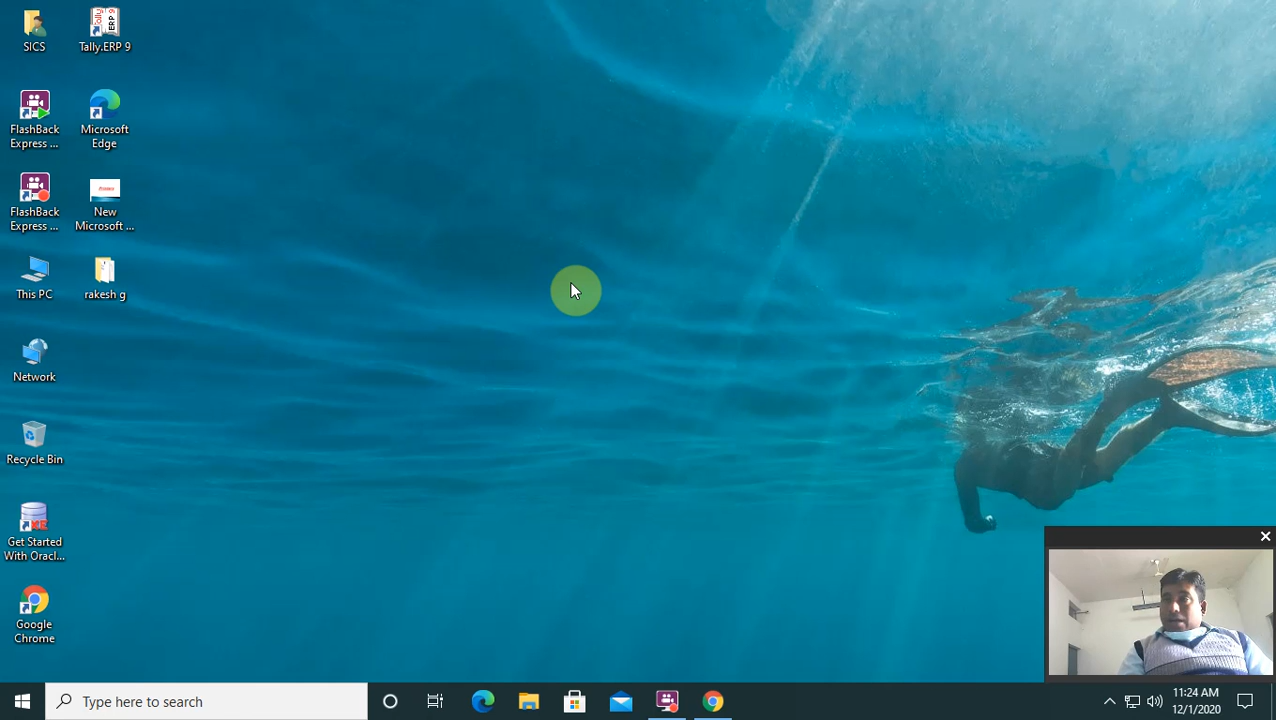 SICS
Tally.ERP 9
FlashBack
Express ...
Microsoft
Edge
FlashBack
Express ...
New
Microsoft ...
This PC
rakesh g
Network
Recycle Bin
Get Started
With Oracl...
Google
Chrome
Type here to search
11:24 AM
12/1/2020